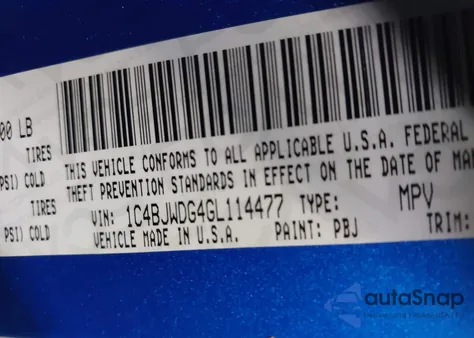 00 LB
TIRES THIS VEHICLE CONFORMS TO ALL APPLICABLE U.S.A. FEDERAL
PSI) COLD THEFT PREVENTION STANDARDS IN EFFECT ON THE DATE OF MA
TIRES VIN: 1C4BJWDG4GL114477 TYPE: MPV
PSI) COLD VEHICLE MADE IN U.S.A. PAINT: PBJ TRIM:
autoSnap